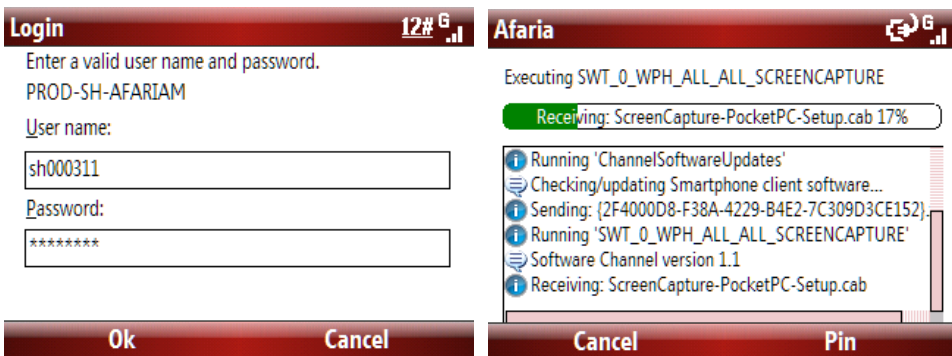 Login
12# G
Enter a valid user name and password.
PROD-SH-AFARIAM
User name:
sh000311
Password:
********
Ok Cancel
Afaria
G
Executing SWT_0_WPH_ALL_ALL_SCREENCAPTURE
Receiving: ScreenCapture-PocketPC-Setup.cab 17%
Running 'ChannelSoftwareUpdates'
Checking/updating Smartphone client software...
Sending: {2F4000D8-F38A-4229-B4E2-7C309D3CE152}.
Running 'SWT_0_WPH_ALL_ALL_SCREENCAPTURE'
Software Channel version 1.1
Receiving: ScreenCapture-PocketPC-Setup.cab
Cancel Pin